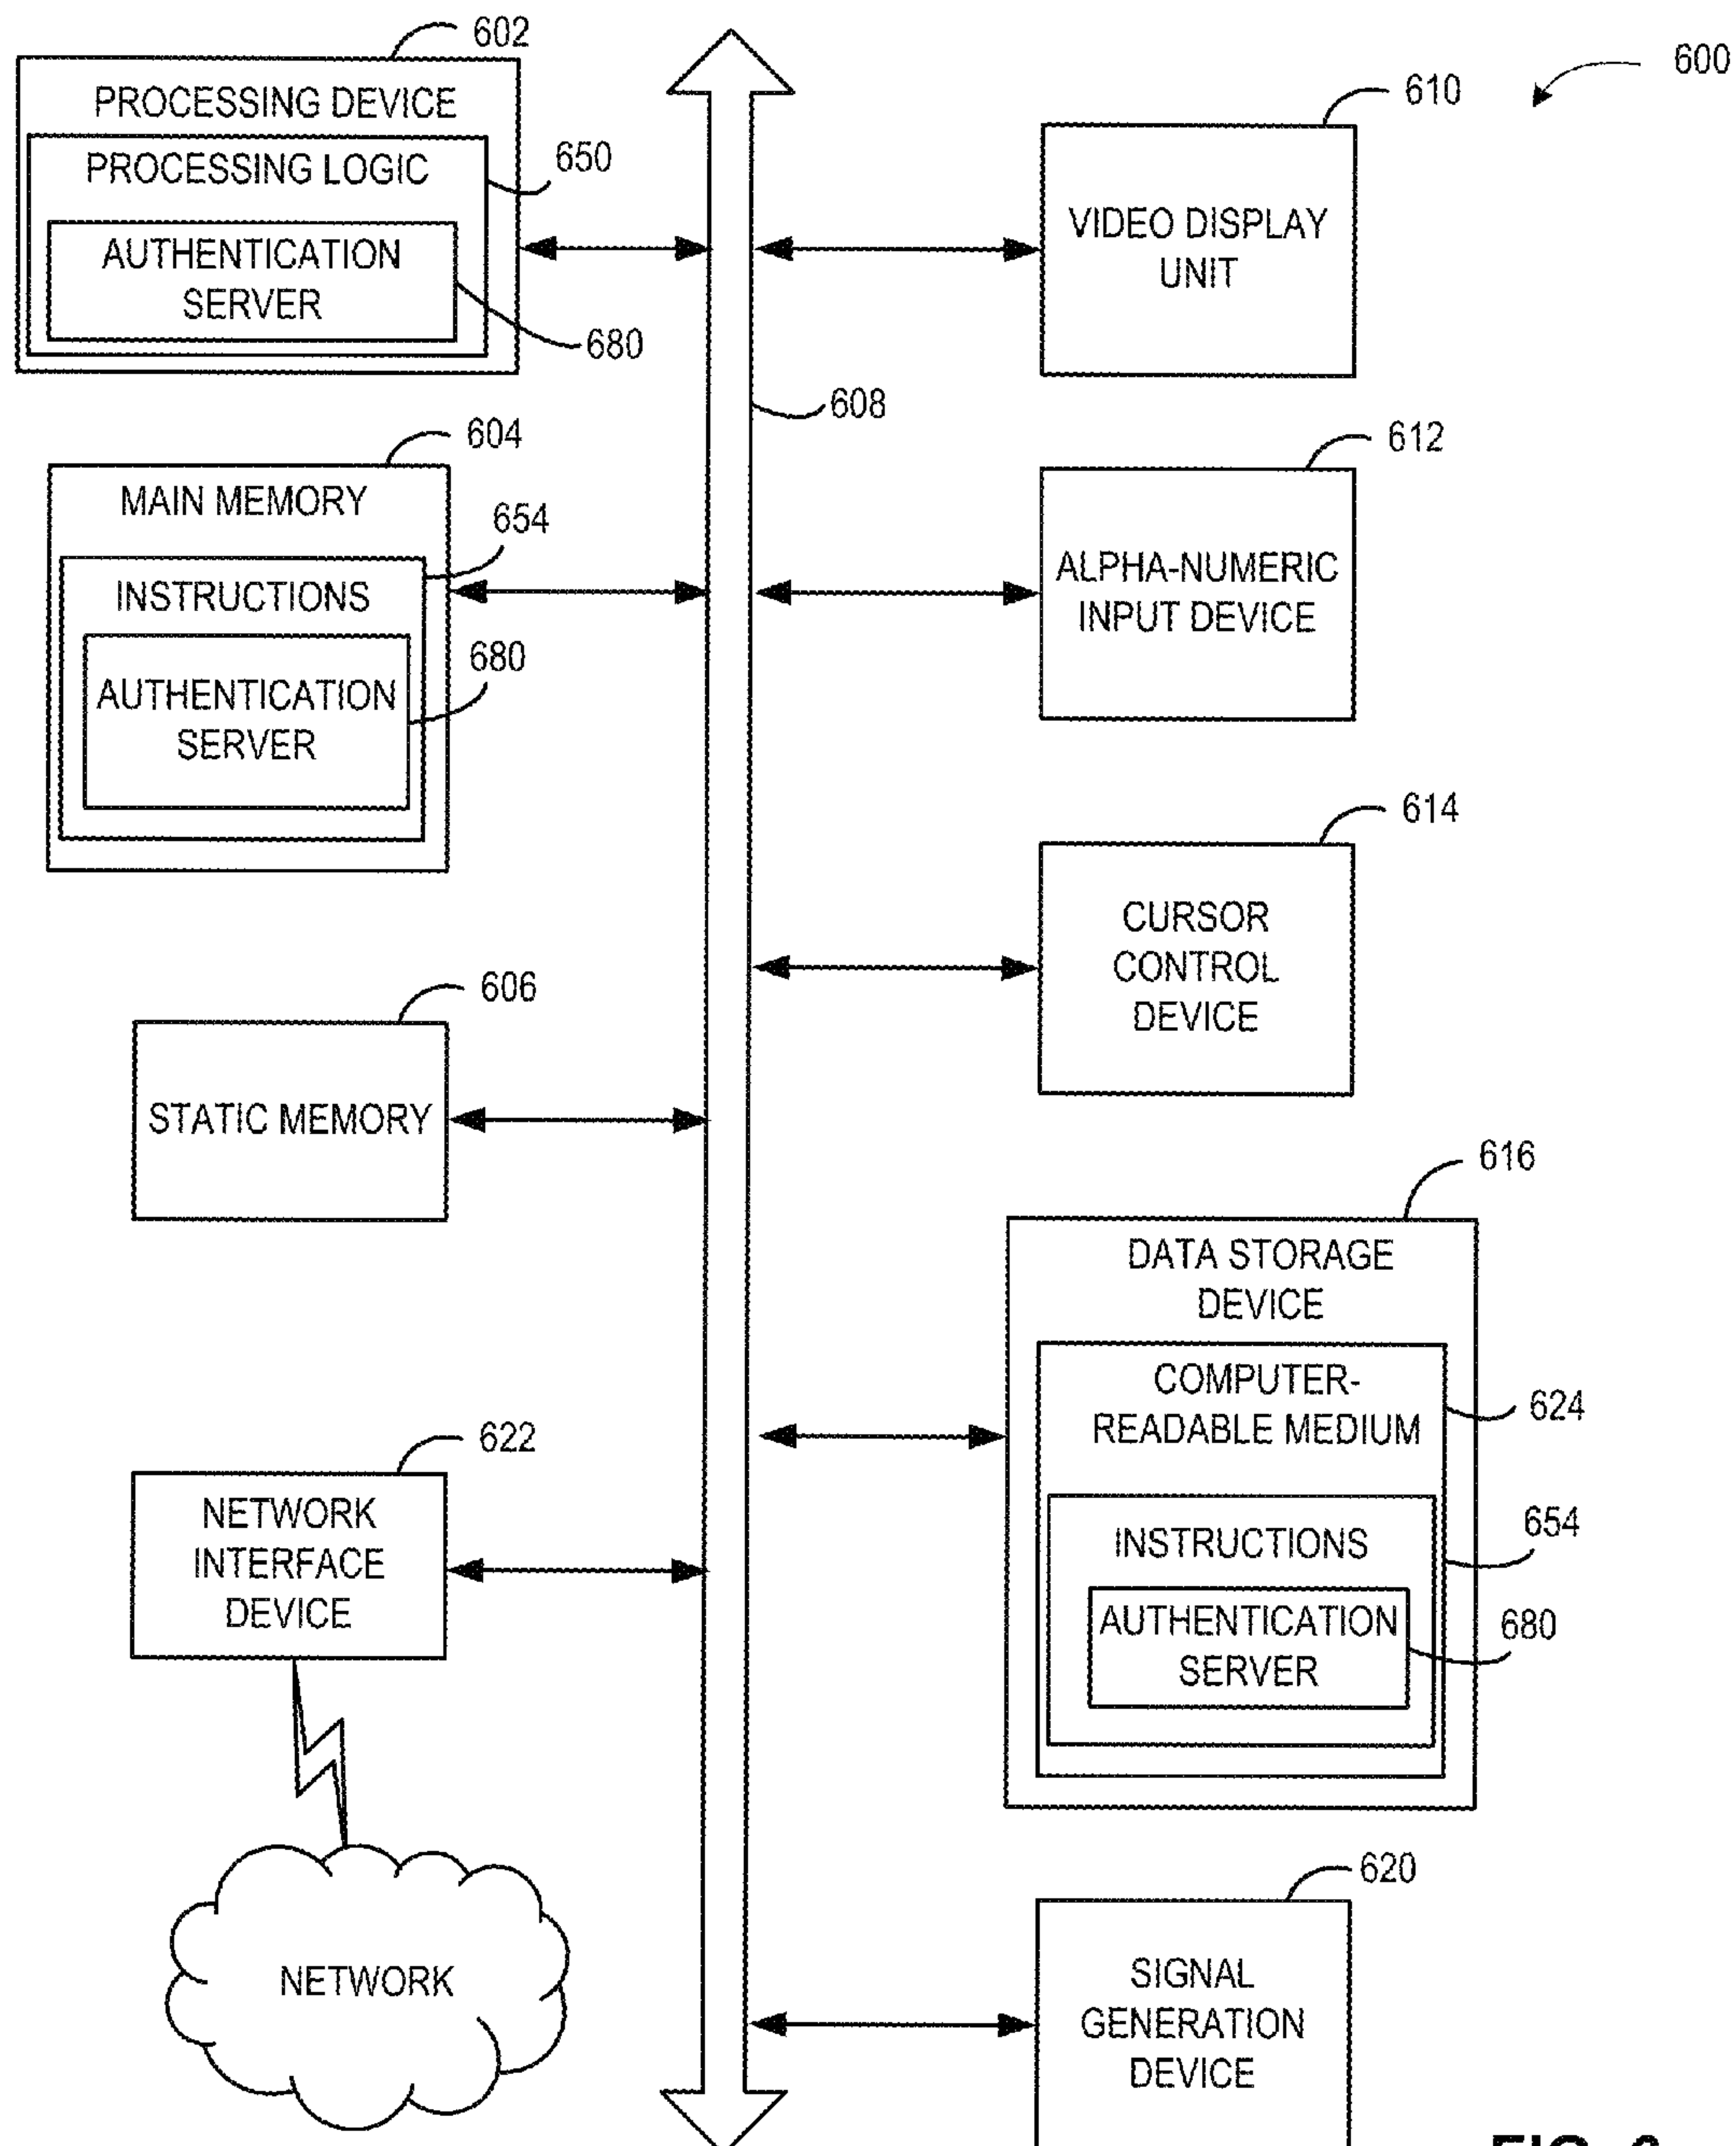 602
PROCESSING DEVICE
PROCESSING LOGIC
650
AUTHENTICATION
SERVER
680
600
610
VIDEO DISPLAY
UNIT
608
604
MAIN MEMORY
654
INSTRUCTIONS
680
AUTHENTICATION
SERVER
612
ALPHA-NUMERIC
INPUT DEVICE
614
CURSOR
CONTROL
DEVICE
606
STATIC MEMORY
616
DATA STORAGE
DEVICE
COMPUTER-
READABLE MEDIUM
624
INSTRUCTIONS
654
AUTHENTICATION
SERVER
680
622
NETWORK
INTERFACE
DEVICE
NETWORK
620
SIGNAL
GENERATION
DEVICE